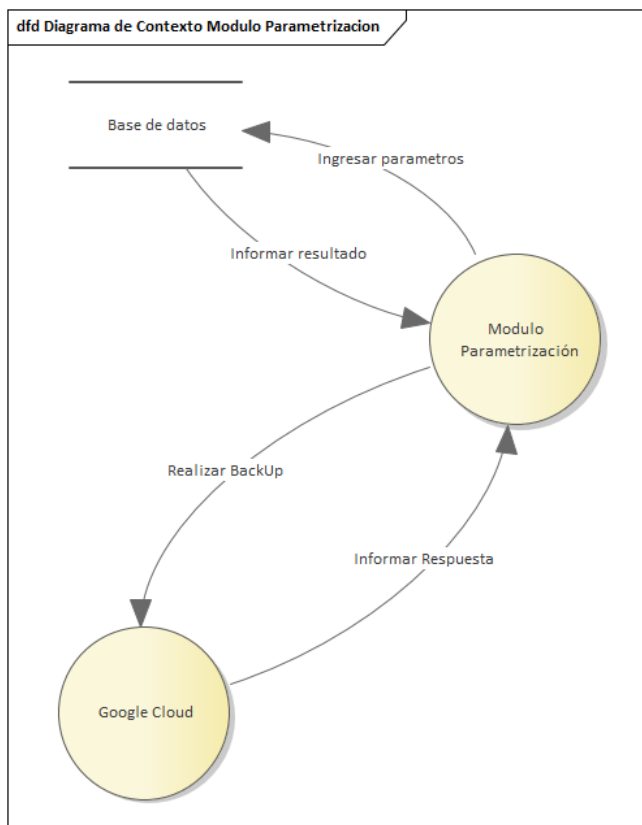 dfd Diagrama de Contexto Modulo Parametrizacion
Base de datos
Ingresar parametros
Informar resultado
Modulo
Parametrización
Realizar BackUp
Informar Respuesta
Google Cloud